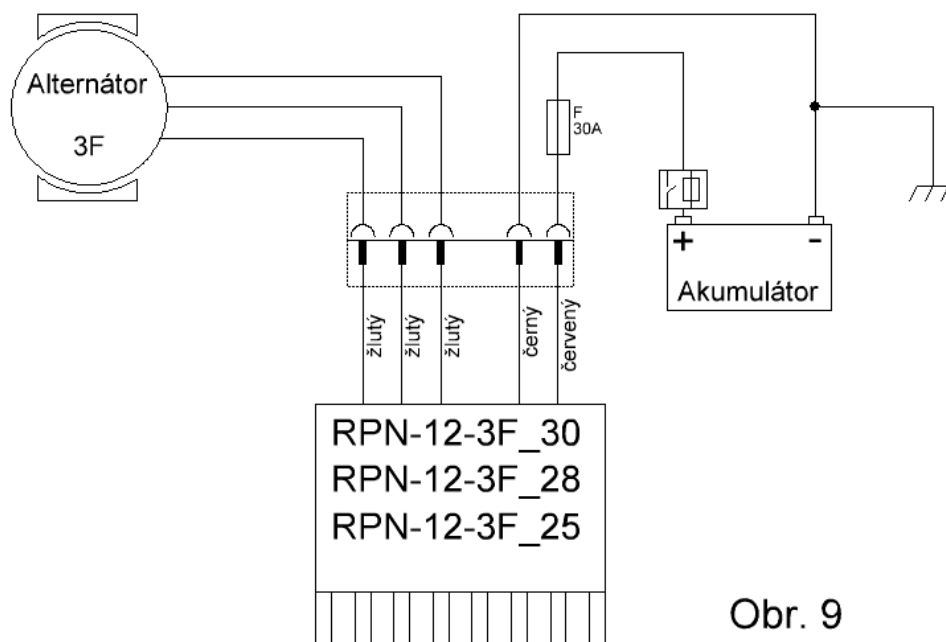 Alternátor
3F
F
30A
+ -
Akumulátor
žlutý
žlutý
žlutý
černý
červený
RPN-12-3F_30
RPN-12-3F_28
RPN-12-3F_25
Obr. 9